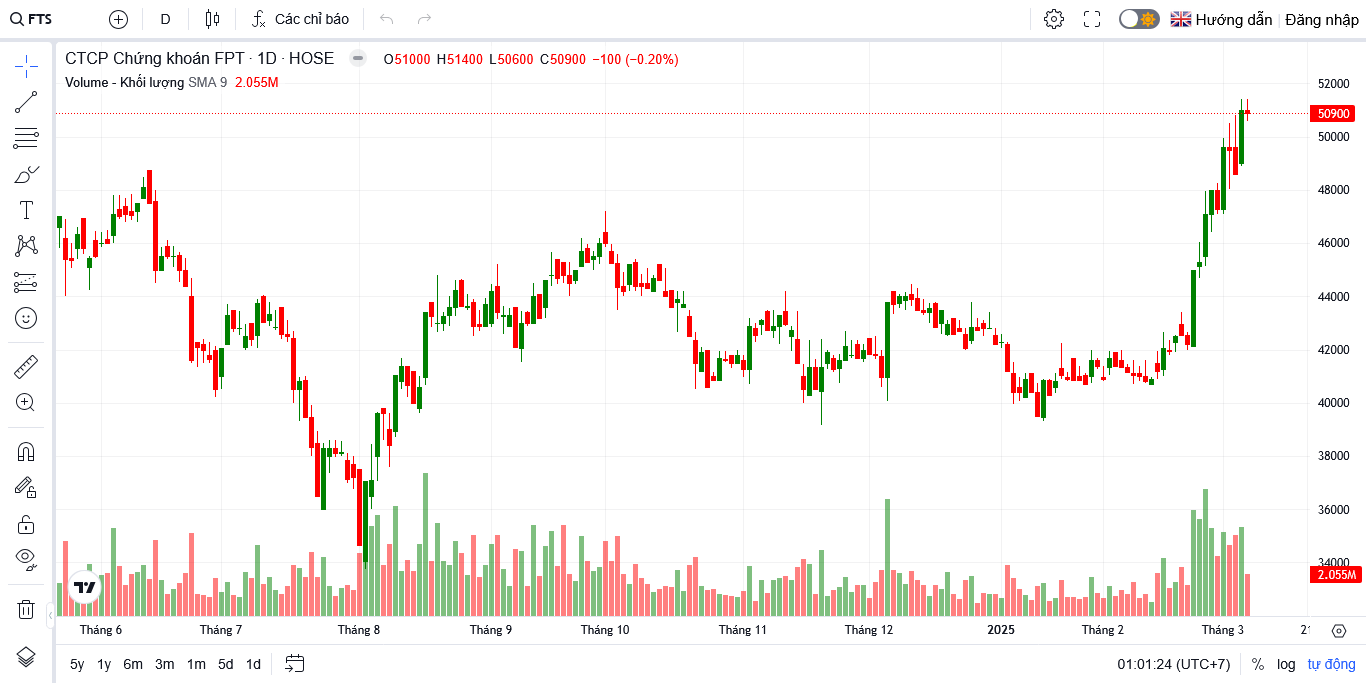 FTS D Các chỉ báo Hướng dẫn Đăng nhập
CTCP Chứng khoán FPT · 1D · HOSE O51000 H51400 L50600 C50900 −100 (−0.20%)
Volume - Khối lượng SMA 9 2.055M
52000
50900
50000
48000
46000
44000
42000
40000
38000
36000
34000
2.055M
Tháng 6 Tháng 7 Tháng 8 Tháng 9 Tháng 10 Tháng 11 Tháng 12 2025 Tháng 2 Tháng 3
5y 1y 6m 3m 1m 5d 1d 01:01:24 (UTC+7) % log tự động